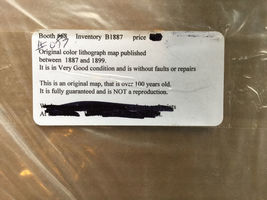 Booth Inventory B1887 price
Original color lithograph map published
between 1887 and 1899.
It is in Very Good condition and is without faults or repairs
This is an original map, that is over 100 years old.
It is fully guaranteed and is NOT a reproduction.